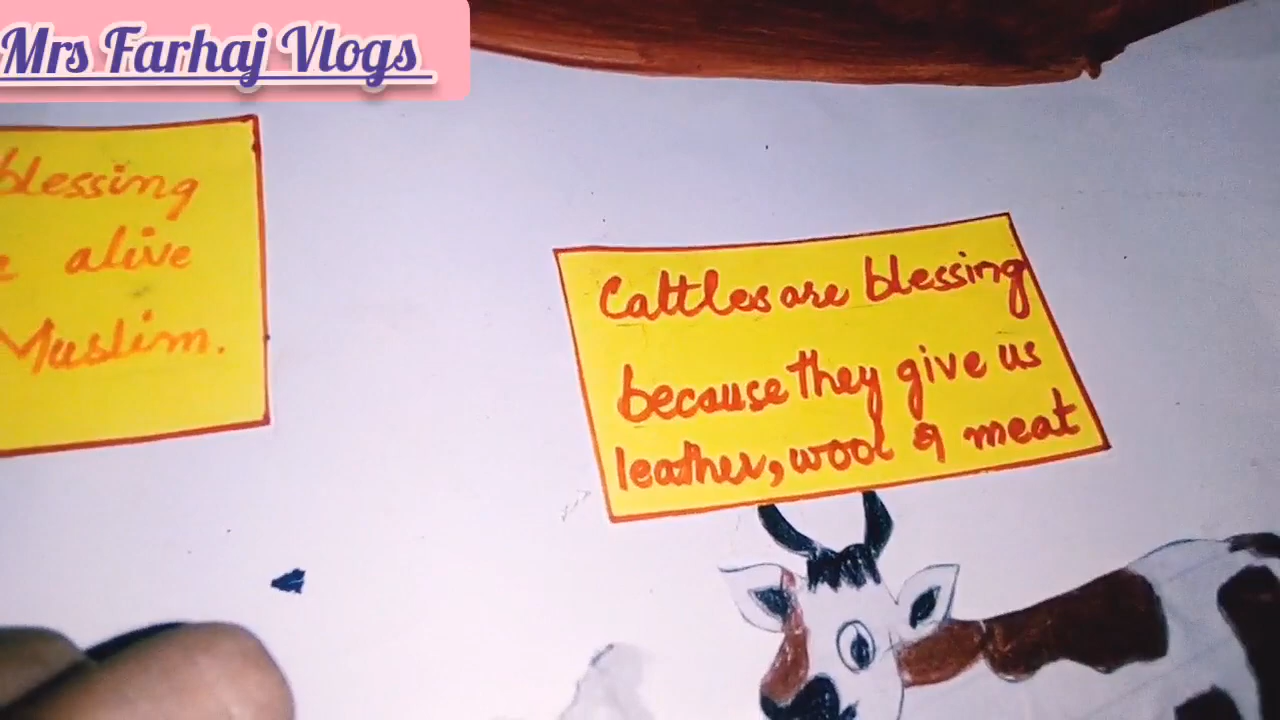 Mrs Farhaj Vlogs
blessing
alive
Muslim.
Cattles are blessing
because they give us
leather, wool & meat